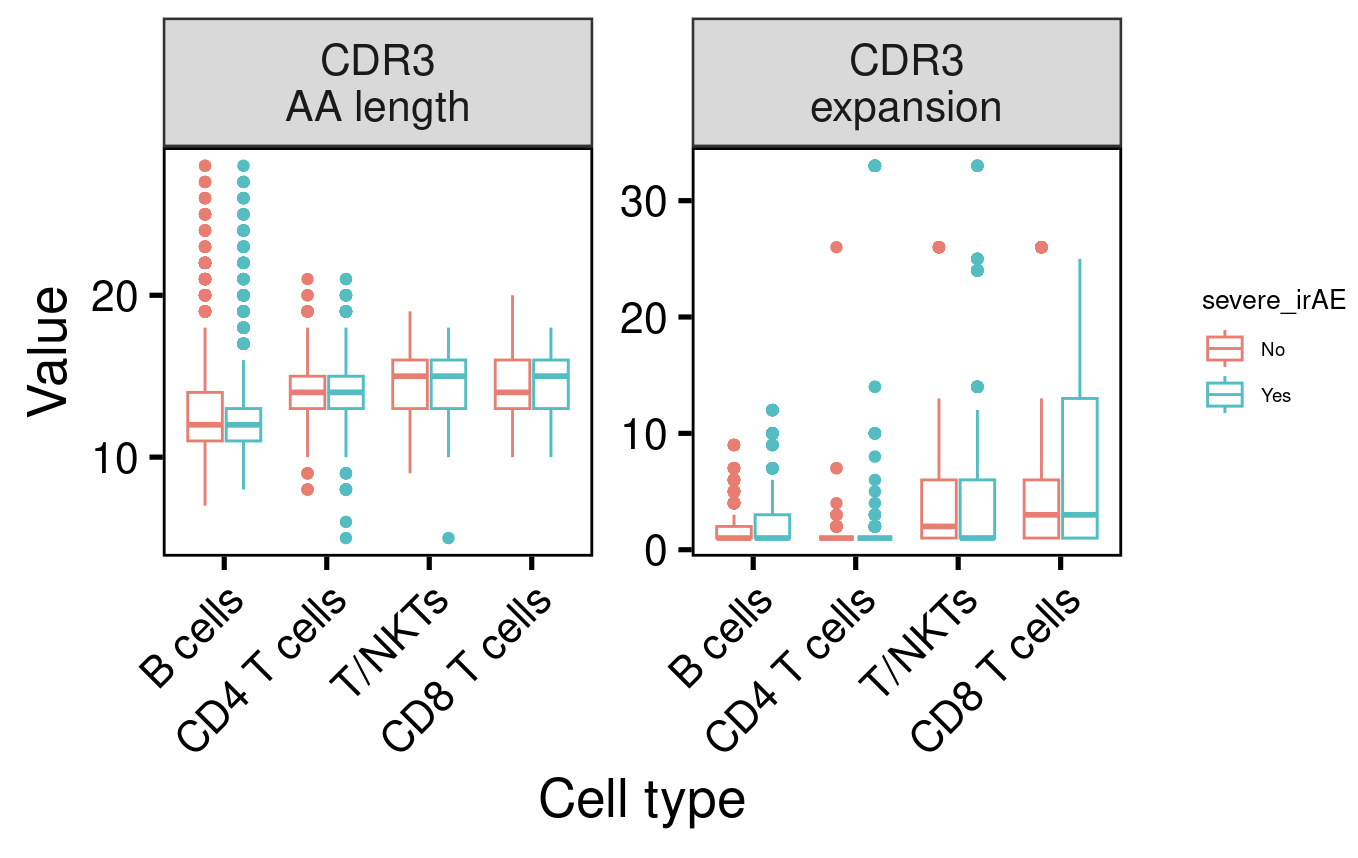 CDR3
AA length
CDR3
expansion
Value
20
10
30
20
10
0
B cells
CD4 T cells
T/NKTs
CD8 T cells
B cells
CD4 T cells
T/NKTs
CD8 T cells
Cell type
severe_irAE
No
Yes